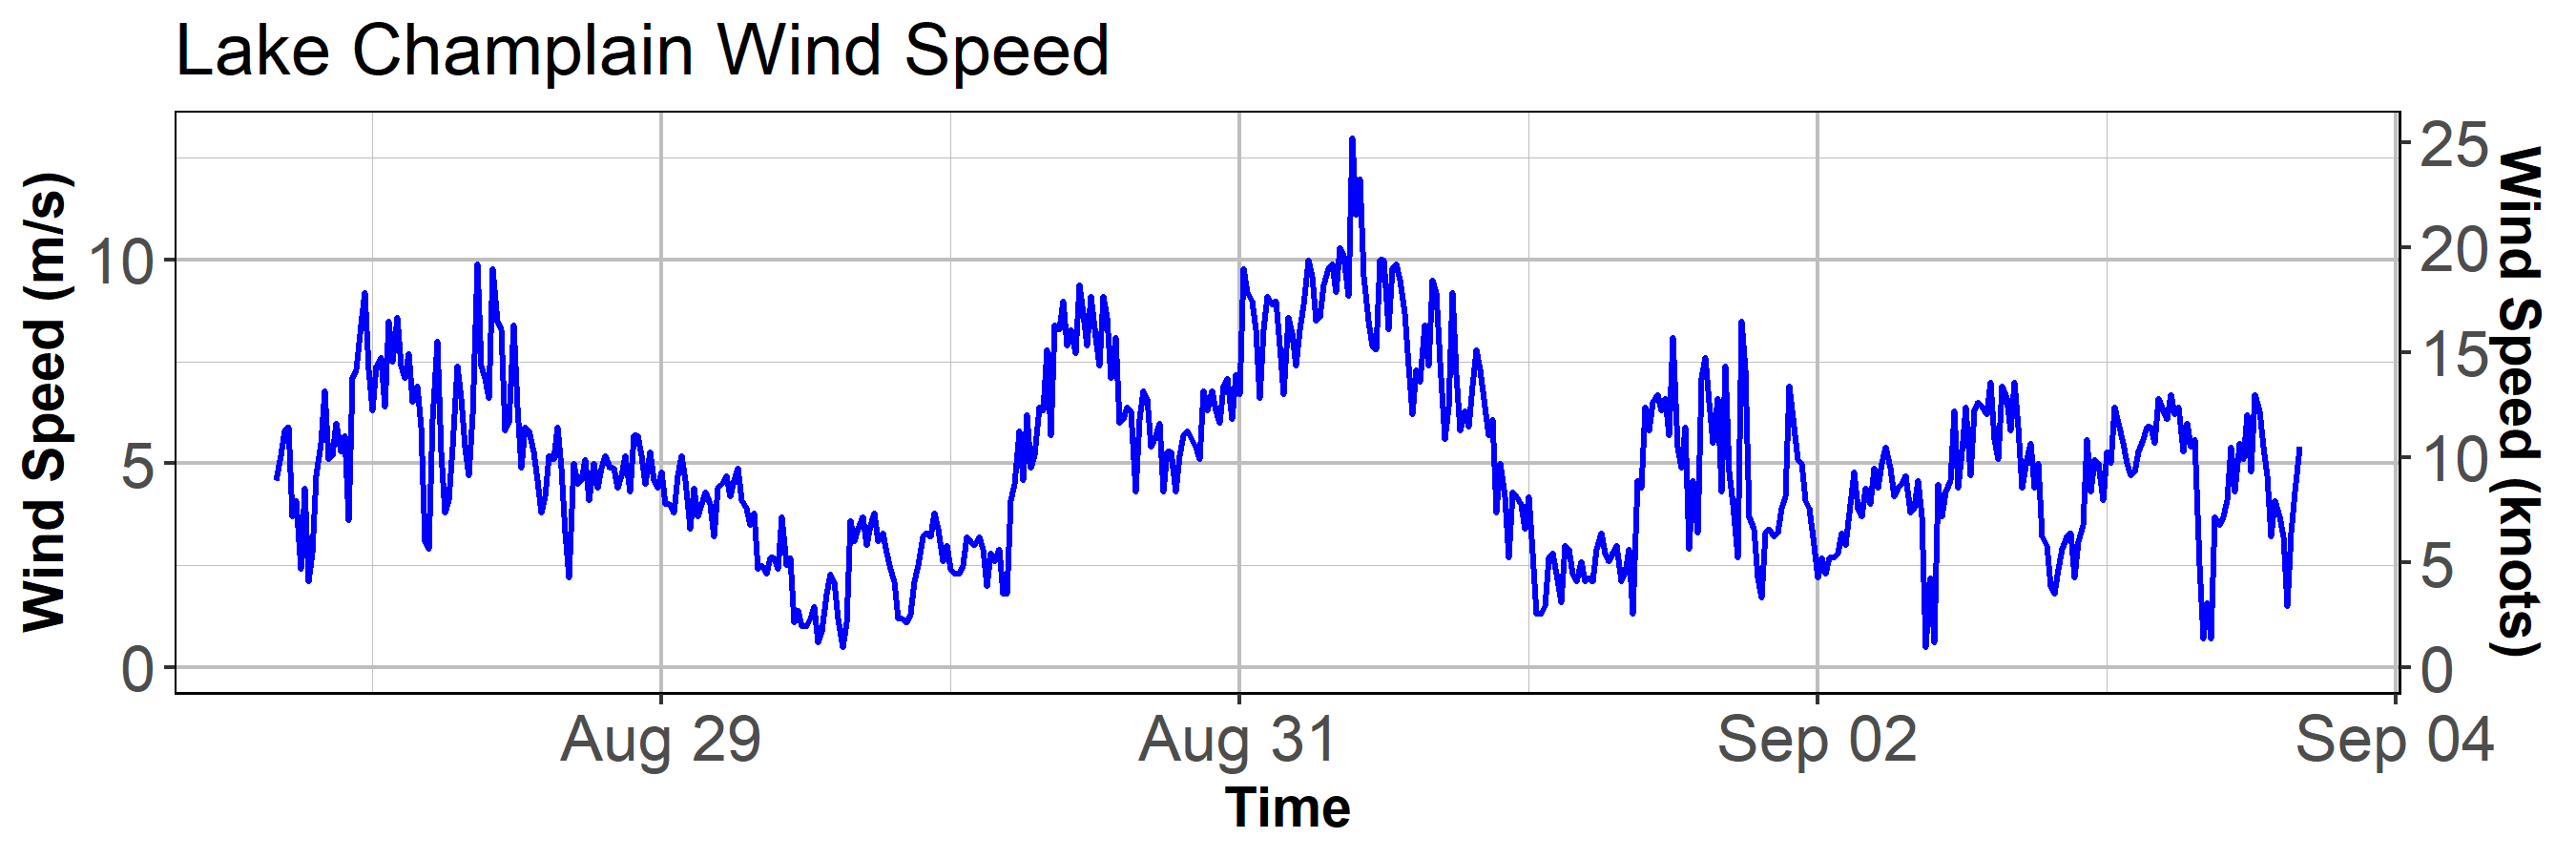 Lake Champlain Wind Speed
Wind Speed (m/s)
10
5
0
25
20
15
10
5
0
Wind Speed (knots)
Aug 29
Aug 31
Sep 02
Sep 04
Time